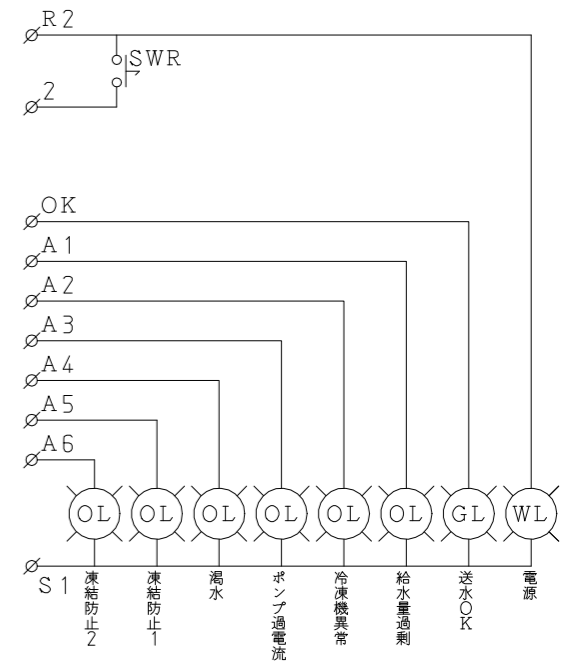 R2
SWR
2
OK
A1
A2
A3
A4
A5
A6
OL
OL
OL
OL
OL
OL
GL
WL
S1
凍結防止2
凍結防止1
渇水
ポンプ過電流
冷凍機異常
給水量過剰
送水OK
電源